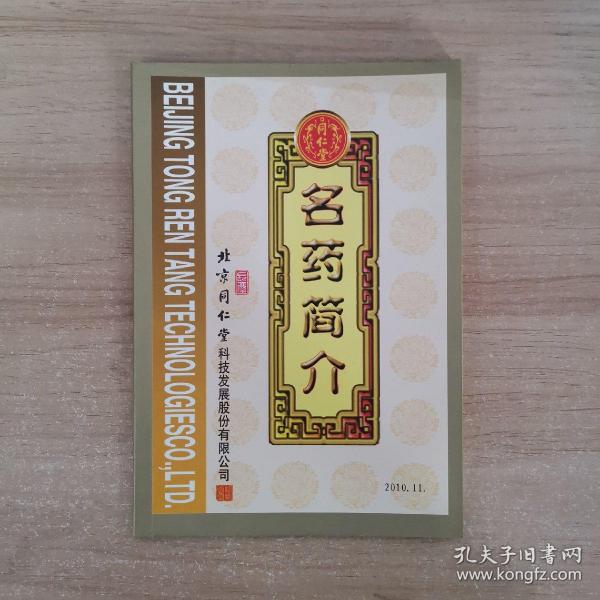 BEIJING TONG REN TANG TECHNOLOGIESCO.,LTD.
同仁堂
名药简介
北京同仁堂科技发展股份有限公司
2010.11.
孔夫子旧书网
www.kongfz.com